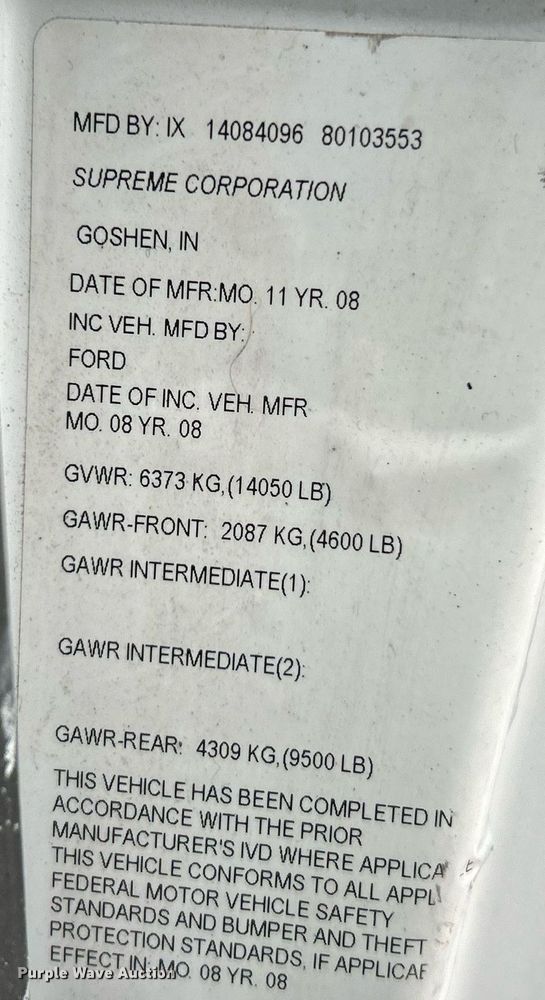 MFD BY: IX 14084096 80103553
SUPREME CORPORATION
GOSHEN, IN
DATE OF MFR:MO. 11 YR. 08
INC VEH. MFD BY:
FORD
DATE OF INC. VEH. MFR
MO. 08 YR. 08
GVWR: 6373 KG,(14050 LB)
GAWR-FRONT: 2087 KG,(4600 LB)
GAWR INTERMEDIATE(1):
GAWR INTERMEDIATE(2):
GAWR-REAR: 4309 KG,(9500 LB)
THIS VEHICLE HAS BEEN COMPLETED IN
ACCORDANCE WITH THE PRIOR
MANUFACTURER'S IVD WHERE APPLICA
THIS VEHICLE CONFORMS TO ALL APPL
FEDERAL MOTOR VEHICLE SAFETY
STANDARDS AND BUMPER AND THEFT
PROTECTION STANDARDS, IF APPLICAE
EFFECT IN: MO. 08 YR. 08
Purple Wave Auction